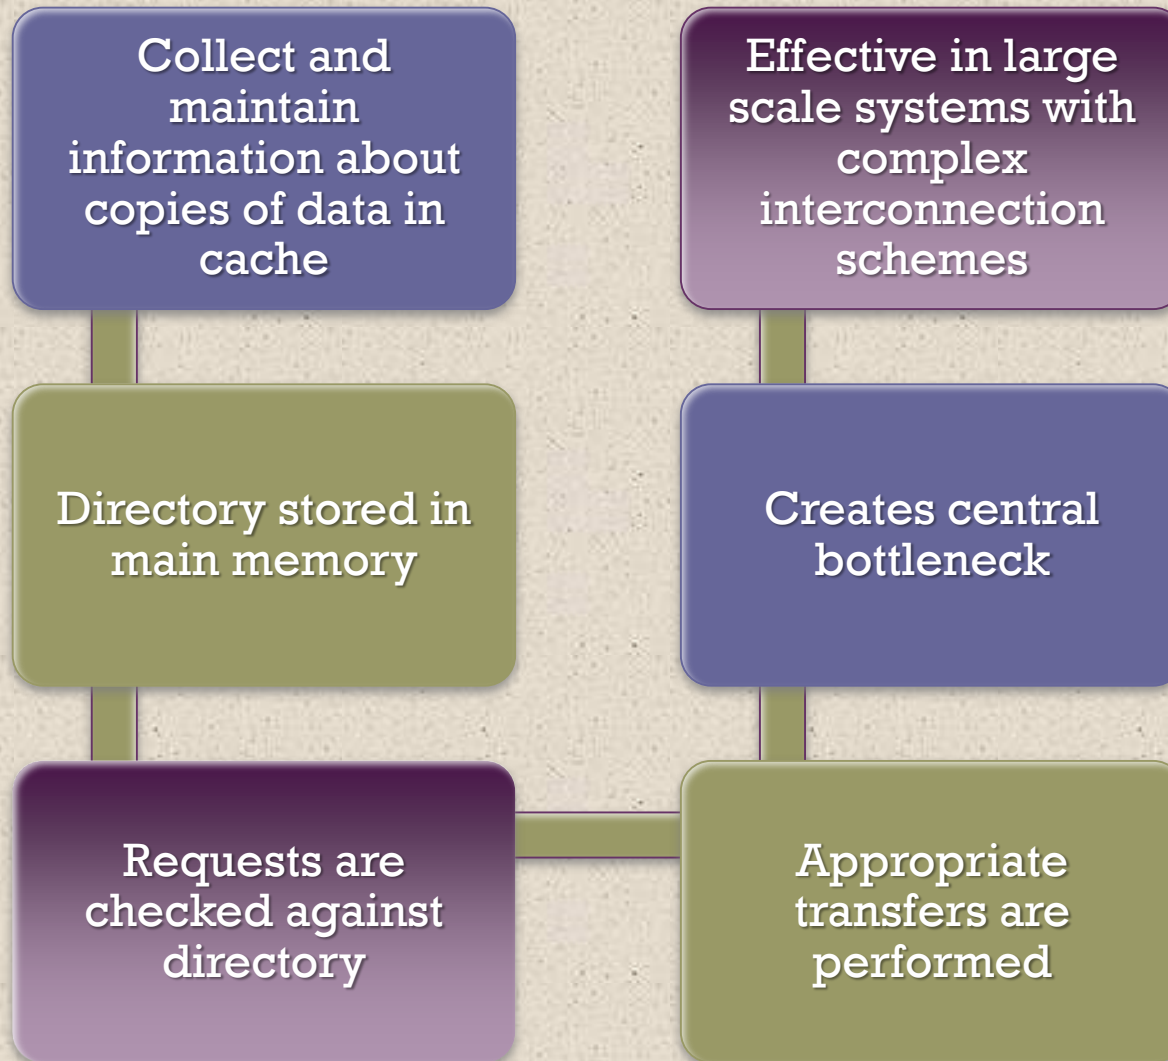 Collect and
maintain
information about
copies of data in
cache
Directory stored in
main memory
Requests are
checked against
directory
Appropriate
transfers are
performed
Creates central
bottleneck
Effective in large
scale systems with
complex
interconnection
schemes